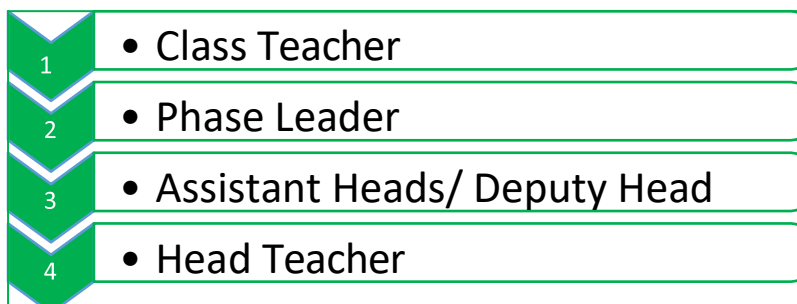 1 • Class Teacher
2 • Phase Leader
3 • Assistant Heads/ Deputy Head
4 • Head Teacher